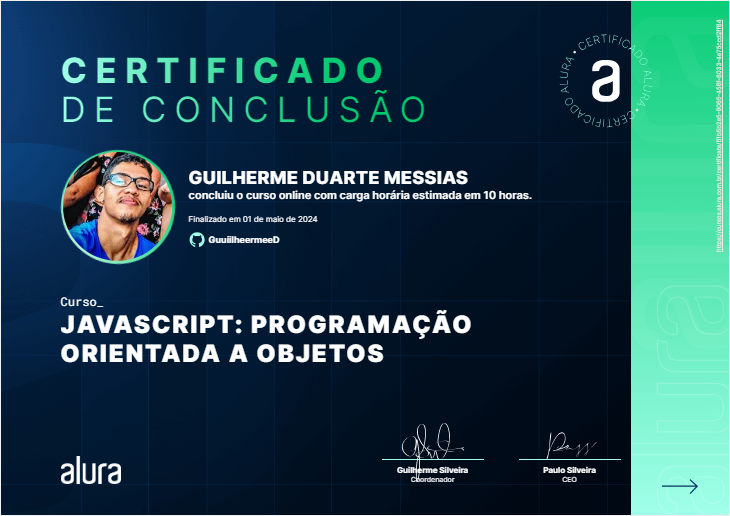 CERTIFICADO
DE CONCLUSÃO
CERTIFICADO ALURA • CERTIFICADO ALURA •
a
GUILHERME DUARTE MESSIAS
concluiu o curso online com carga horária estimada em 10 horas.
Finalizado em 01 de maio de 2024
GuuiilheermeeD
Curso_
JAVASCRIPT: PROGRAMAÇÃO
ORIENTADA A OBJETOS
alura
Guilherme Silveira
Coordenador
Paulo Silveira
CEO
alura